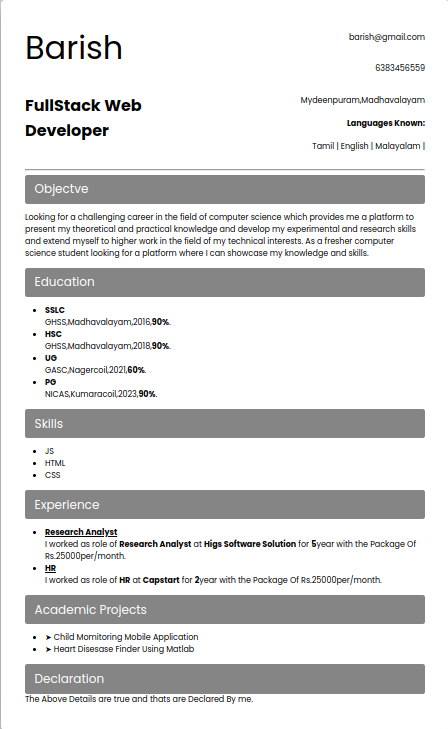 Barish
barish@gmail.com
6383456559
FullStack Web
Developer
Mydeenpuram,Madhavalayam
Languages Known:
Tamil | English | Malayalam |
Objectve
Looking for a challenging career in the field of computer science which provides me a platform to
present my theoretical and practical knowledge and develop my experimental and research skills
and extend myself to higher work in the field of my technical interests. As a fresher computer
science student looking for a platform where I can showcase my knowledge and skills.
Education
• SSLC
GHSS,Madhavalayam,2016,90%.
• HSC
GHSS,Madhavalayam,2018,90%.
• UG
GASC,Nagercoil,2021,60%.
• PG
NICAS,Kumaracoil,2023,90%.
Skills
• JS
• HTML
• CSS
Experience
• Research Analyst
I worked as role of Research Analyst at Higs Software Solution for 5year with the Package Of
Rs.25000per/month.
• HR
I worked as role of HR at Capstart for 2year with the Package Of Rs.25000per/month.
Academic Projects
• ➤ Child Momitoring Mobile Application
• ➤ Heart Disesase Finder Using Matlab
Declaration
The Above Details are true and thats are Declared By me.